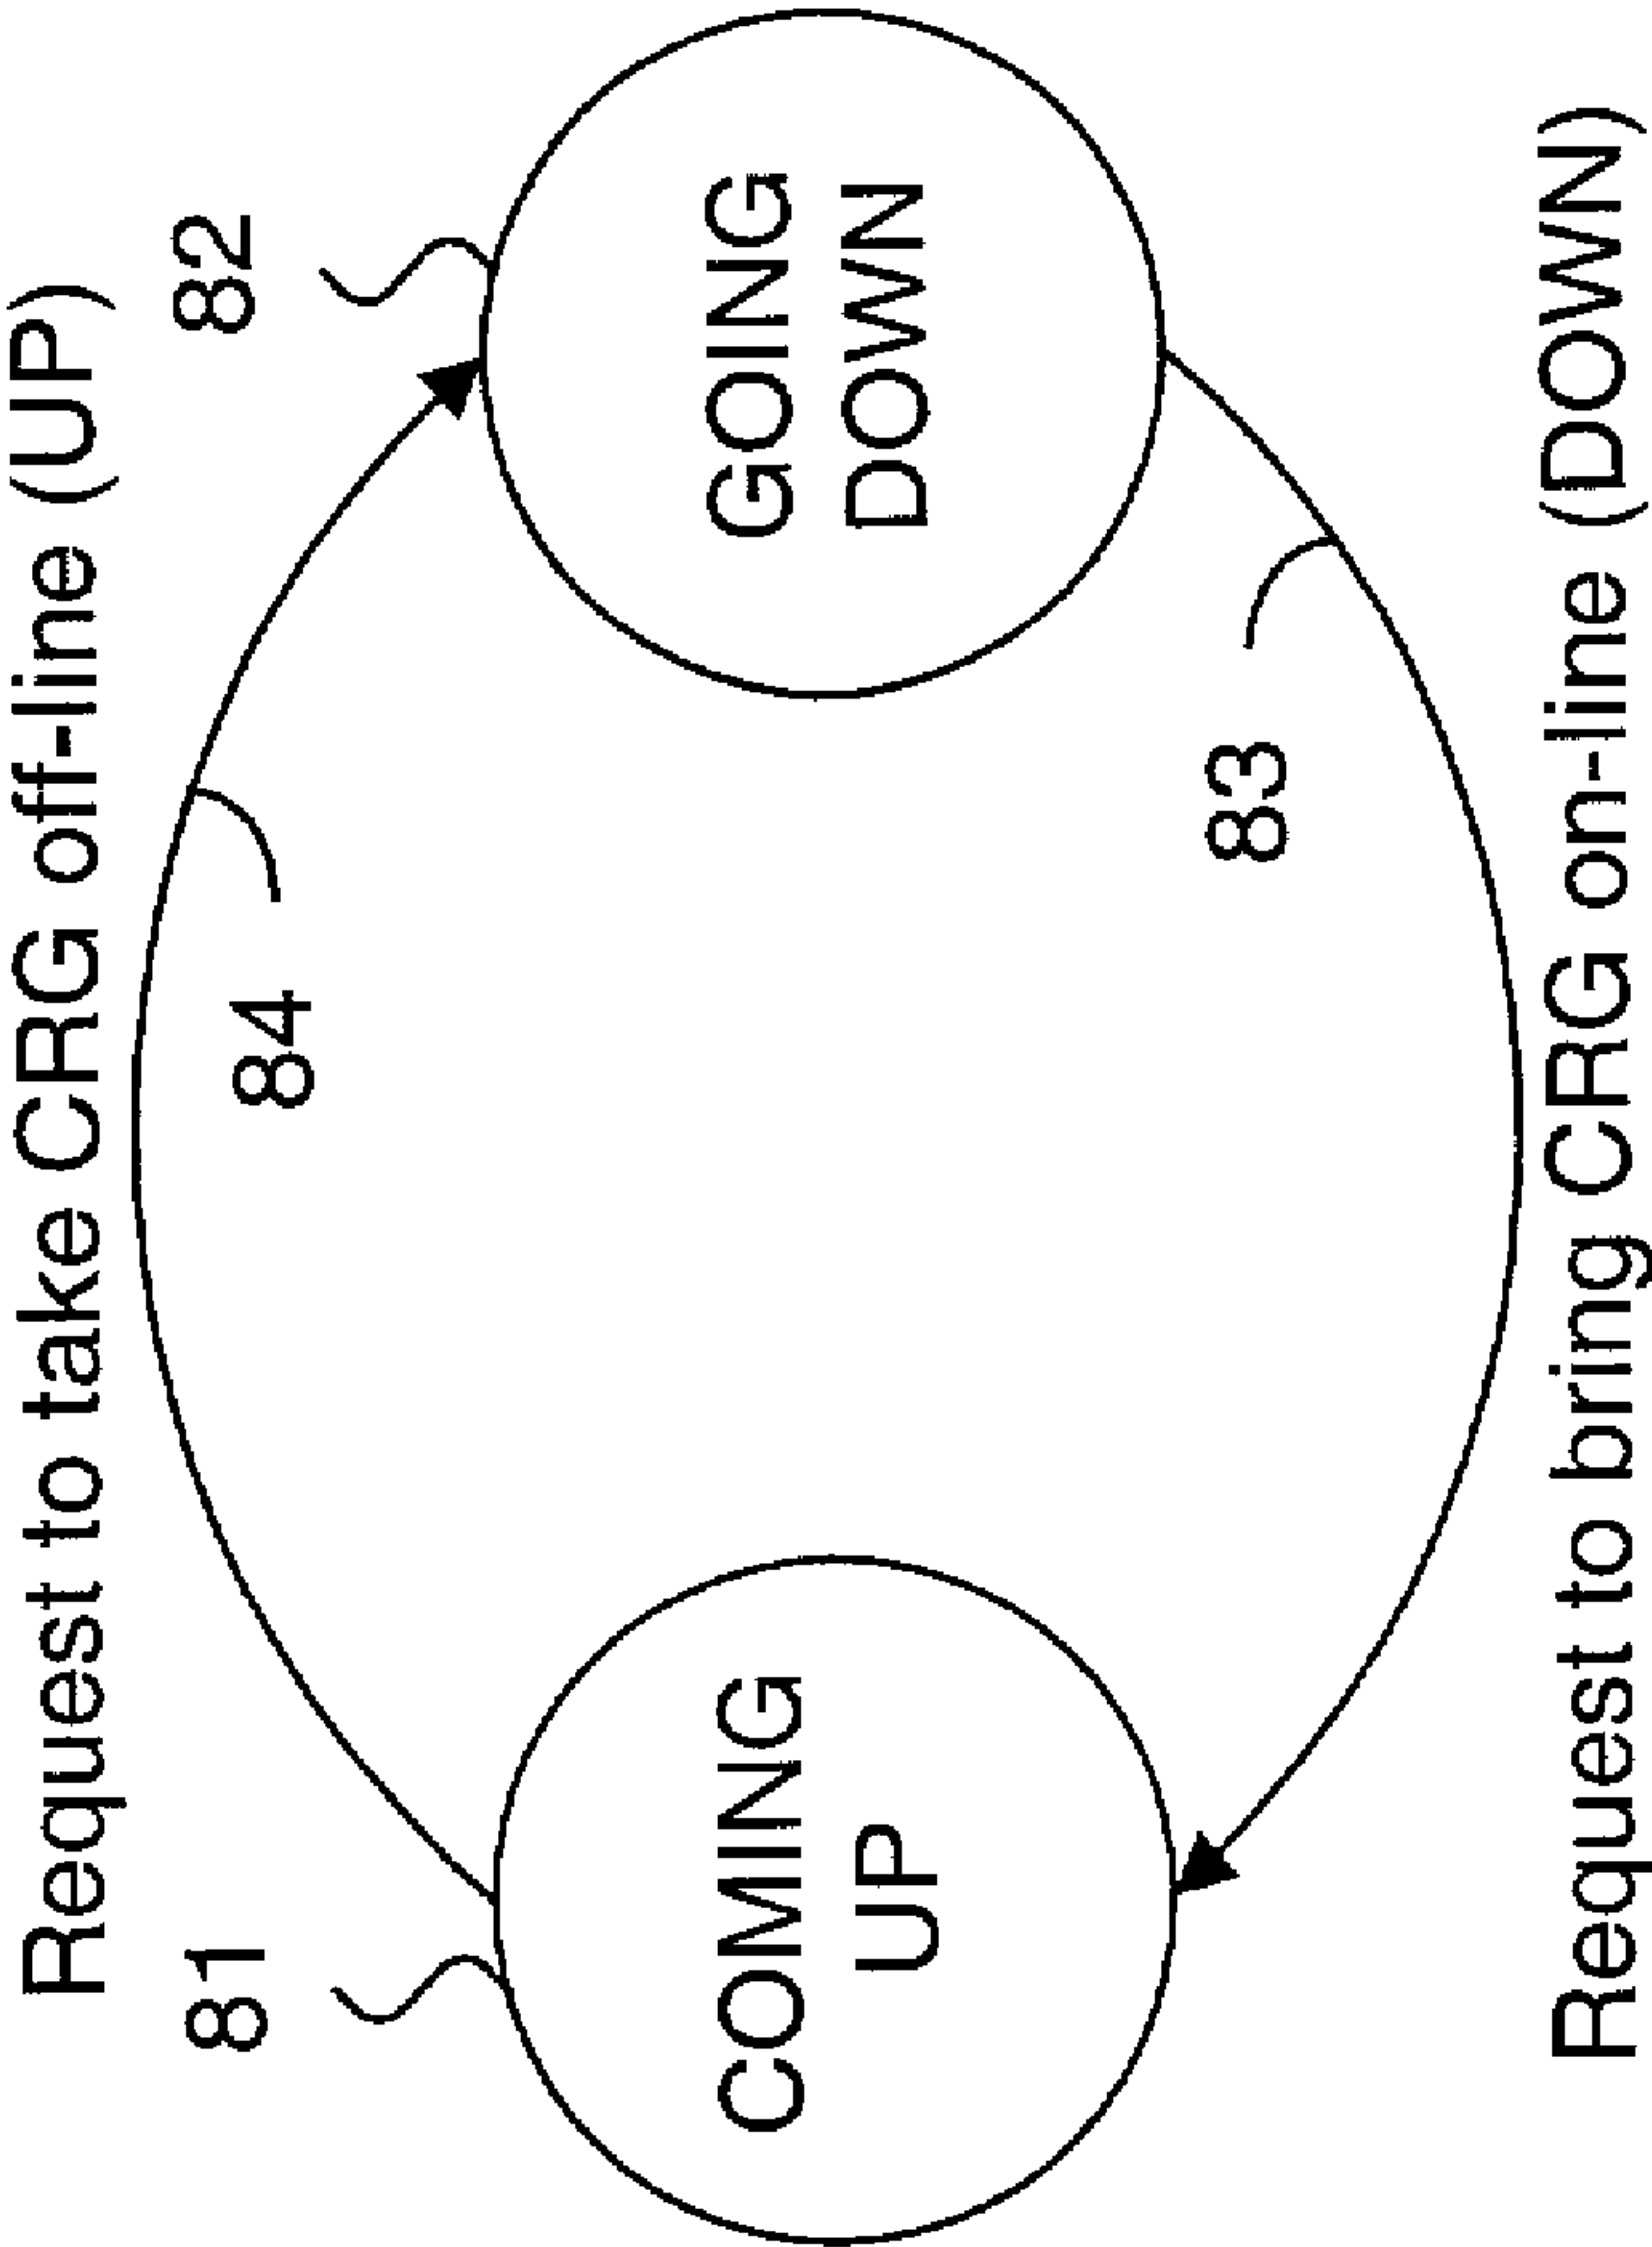 Request to take CRG off-line (UP)
81
82
84
COMING
UP
GOING
DOWN
83
Request to bring CRG on-line (DOWN)